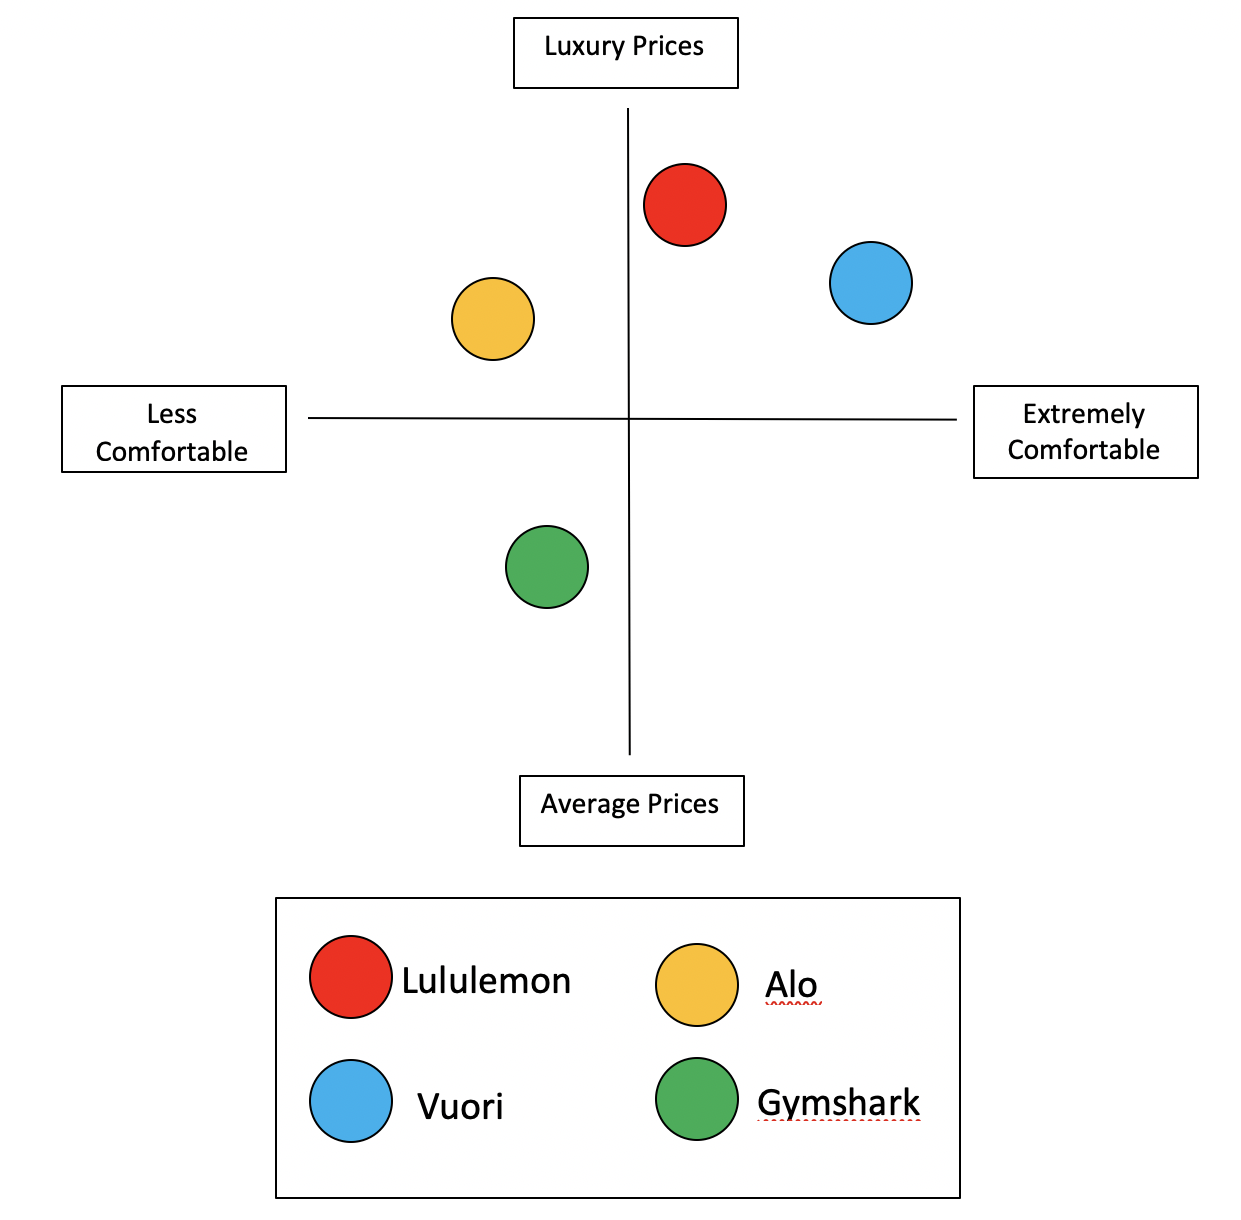 Luxury Prices
Less
Comfortable
Extremely
Comfortable
Average Prices
Lululemon
Alo
Vuori
Gymshark